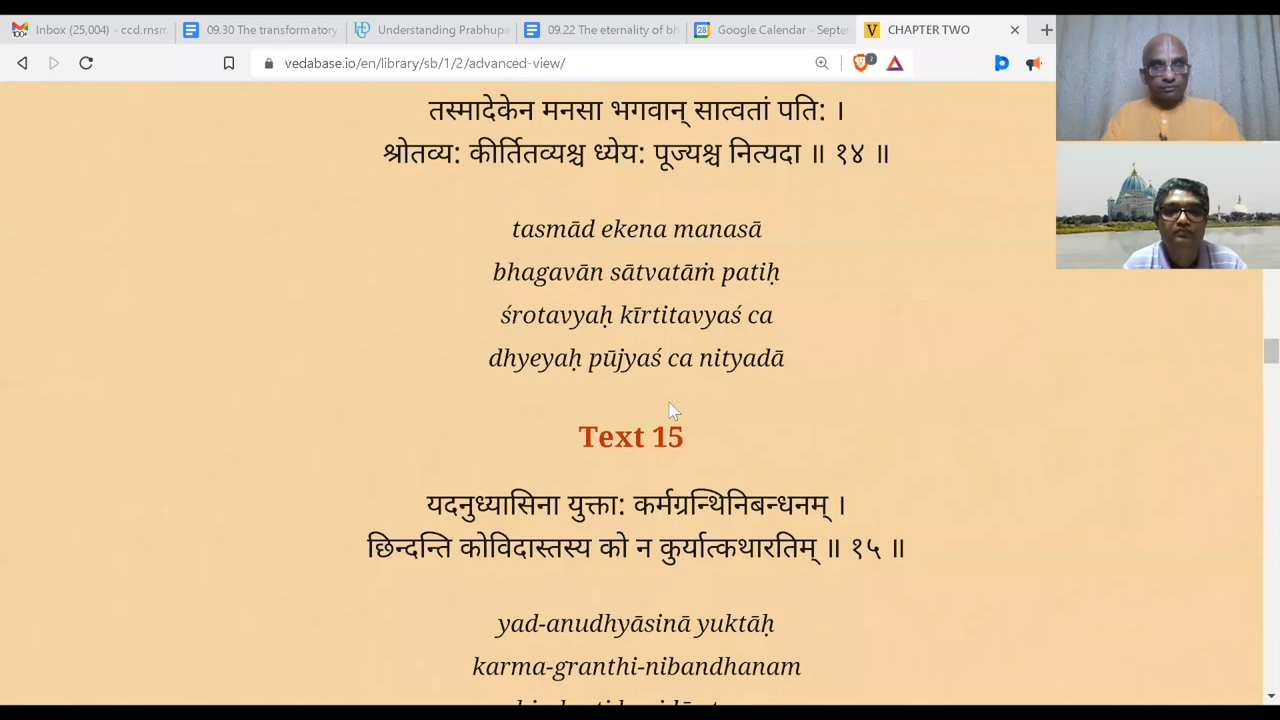 Inbox (25,004) - ccd.rns
09.30 The transformatory
Understanding Prabhupa
09.22 The eternality of bh
Google Calendar - Septe
CHAPTER TWO
vedabase.io/en/library/sb/1/2/advanced-view/
तस्मादेकेन मनसा भगवान् सात्वतां पति: ।
श्रोतव्य: कीर्तितव्यश्च ध्येय: पूज्यश्च नित्यदा ॥ १४ ॥
tasmād ekena manasā
bhagavān sātvatāṁ patiḥ
śrotavyaḥ kīrtitavyaś ca
dhyeyaḥ pūjyaś ca nityadā
Text 15
यदनुध्यासिना युक्ता: कर्मग्रन्थिनिबन्धनम् ।
छिन्दन्ति कोविदास्तस्य को न कुर्यात्कथारतिम् ॥ १५ ॥
yad-anudhyāsinā yuktāḥ
karma-granthi-nibandhanam